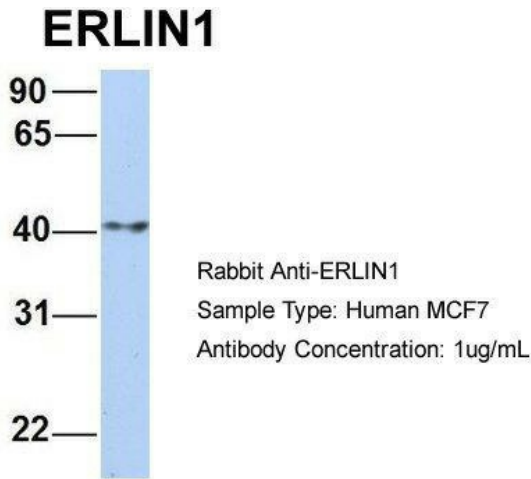 ERLIN1
90
65
40
31
22
Rabbit Anti-ERLIN1
Sample Type: Human MCF7
Antibody Concentration: 1ug/mL